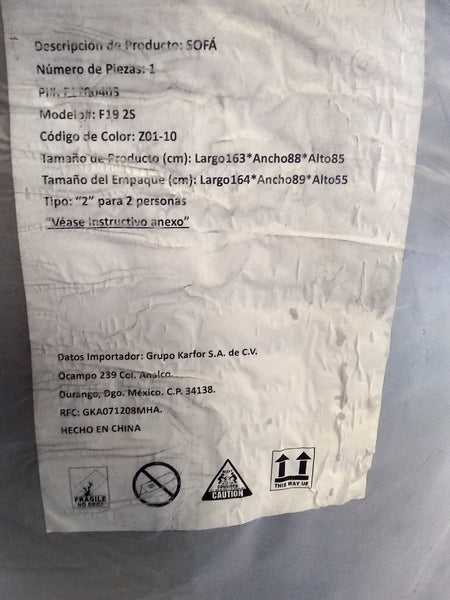 Descripción de Producto: SOFÁ
Número de Piezas: 1
Model #: F19 2S
Código de Color: Z01-10
Tamaño de Producto (cm): Largo163*Ancho88*Alto85
Tamaño del Empaque (cm): Largo164*Ancho89*Alto55
Tipo: “2” para 2 personas
“Véase instructivo anexo”
Datos Importador: Grupo Karfor S.A. de C.V.
Ocampo 239 Col. Analco.
Durango, Dgo. México. C.P. 34138.
RFC: GKA071208MHA.
HECHO EN CHINA
FRAGILE
NO DROP
CAUTION
THIS WAY UP